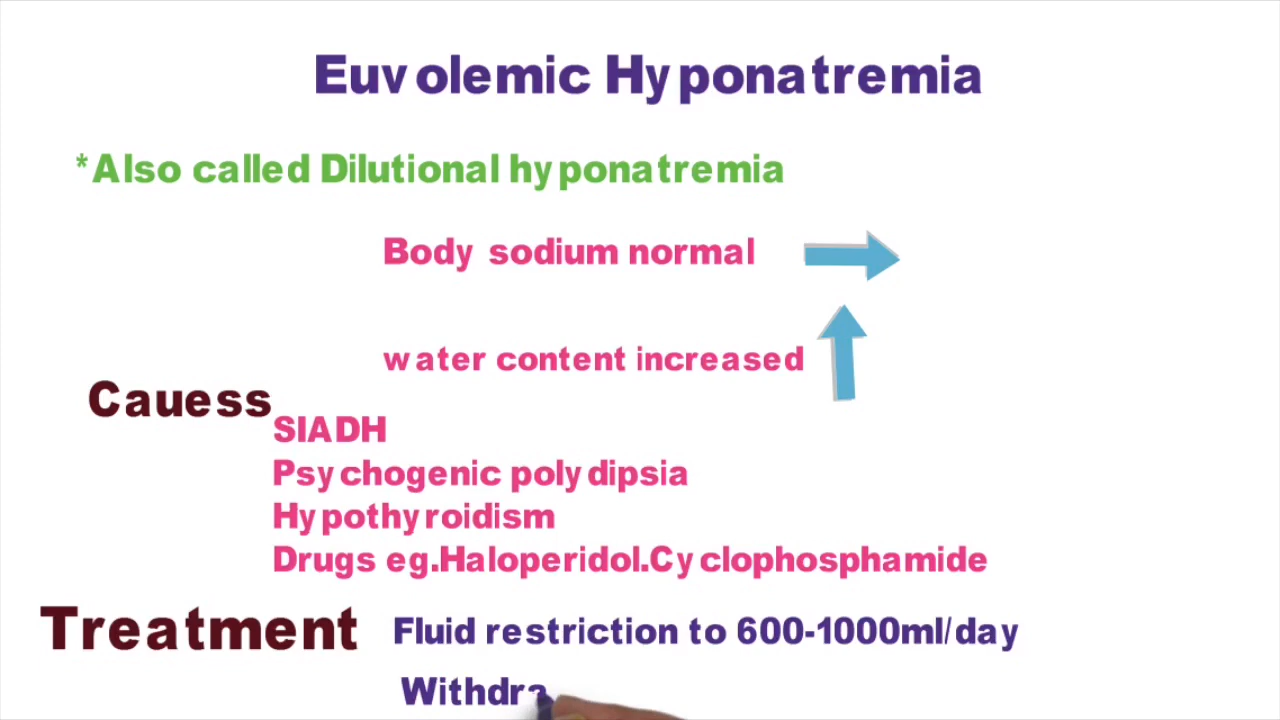 Euvolemic Hyponatremia
*Also called Dilutional hyponatremia
Body sodium normal
water content increased
Cauess
SIADH
Psychogenic polydipsia
Hypothyroidism
Drugs eg.Haloperidol.Cyclophosphamide
Treatment Fluid restriction to 600-1000ml/day
Withdra